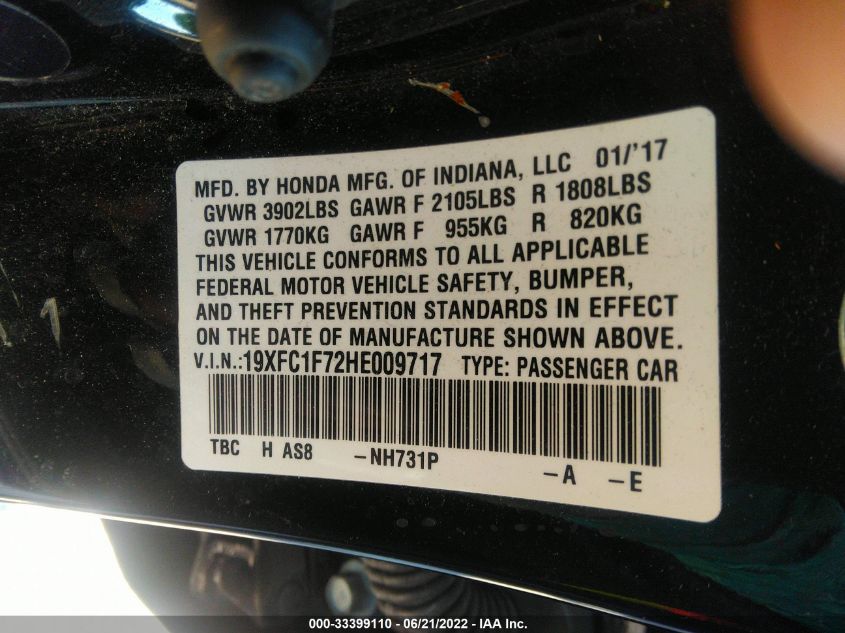 MFD. BY HONDA MFG. OF INDIANA, LLC 01/'17
GVWR 3902LBS GAWR F 2105LBS R 1808LBS
GVWR 1770KG GAWR F 955KG R 820KG
THIS VEHICLE CONFORMS TO ALL APPLICABLE
FEDERAL MOTOR VEHICLE SAFETY, BUMPER,
AND THEFT PREVENTION STANDARDS IN EFFECT
ON THE DATE OF MANUFACTURE SHOWN ABOVE.
V.I.N.:19XFC1F72HE009717 TYPE: PASSENGER CAR
TBC H AS8 -NH731P -A -E
000-33399110 - 06/21/2022 - IAA Inc.